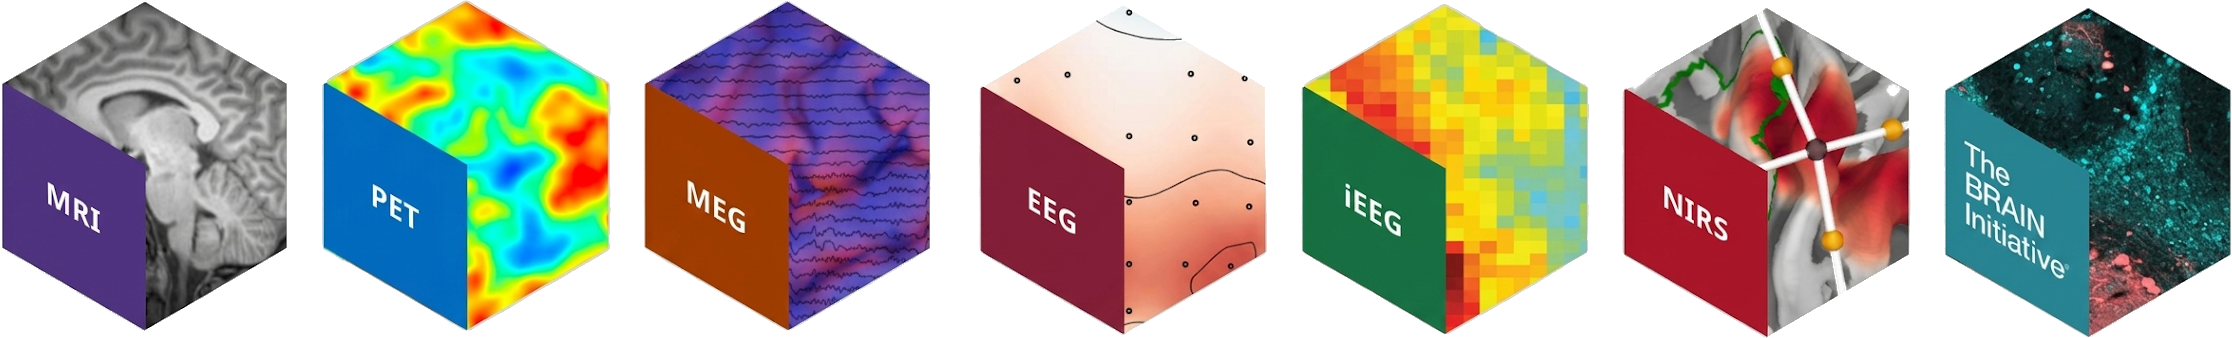 MRI
PET
MEG
EEG
iEEG
NIRS
The
BRAIN
Initiative®